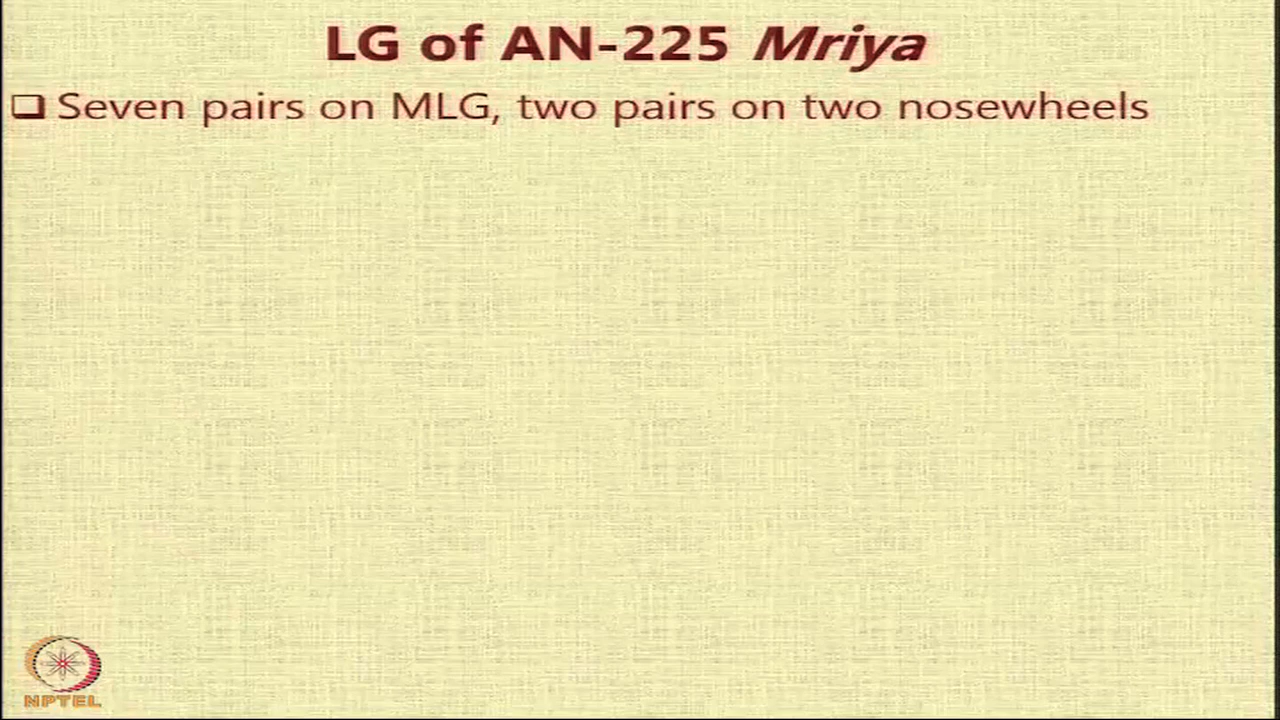 LG of AN-225 Mriya
❑ Seven pairs on MLG, two pairs on two nosewheels
NPTEL